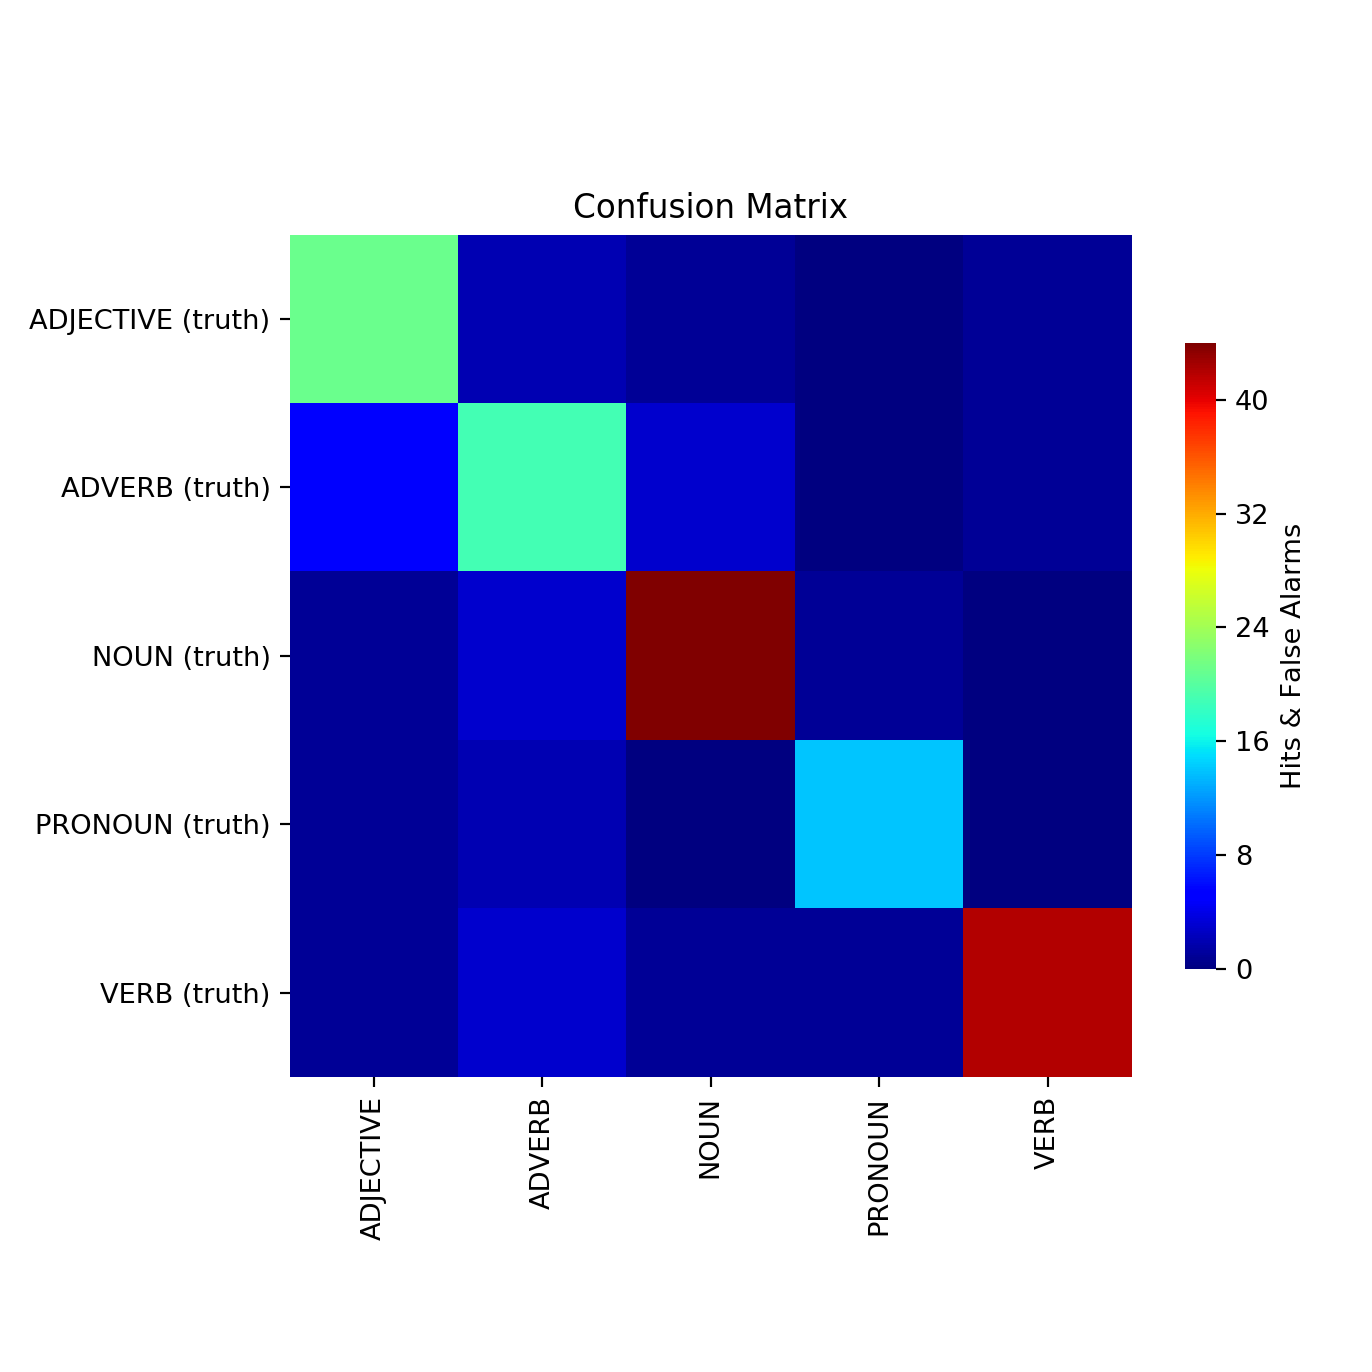 Confusion Matrix
ADJECTIVE (truth)
ADVERB (truth)
NOUN (truth)
PRONOUN (truth)
VERB (truth)
ADJECTIVE
ADVERB
NOUN
PRONOUN
VERB
40
32
24
16
8
0
Hits & False Alarms